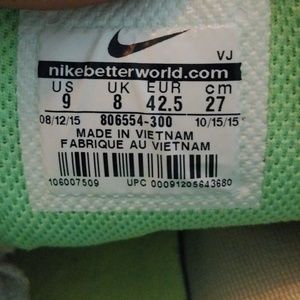 VJ
nikebetterworld.com
US UK EUR cm
9 8 42.5 27
08/12/15 806554-300 10/15/15
MADE IN VIETNAM
FABRIQUE AU VIETNAM
106007509 UPC 00091205643680